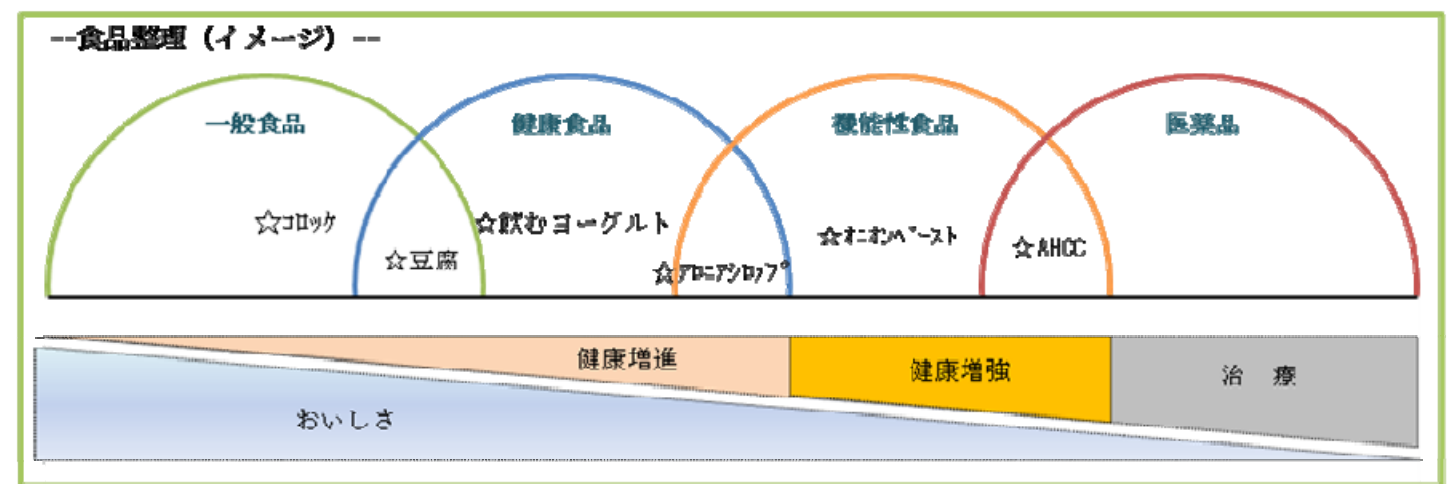 --食品整理（イメージ）--
一般食品
健康食品
機能性食品
医薬品
☆コロッケ
☆飲むヨーグルト
☆オニオンペースト
☆AHCC
☆豆腐
☆アロニアシロップ
健康増進
健康増強
治　療
おいしさ